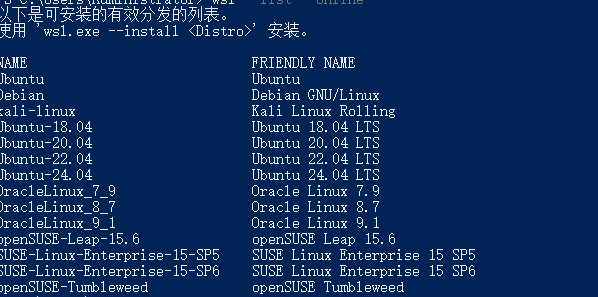 PS C:\Users\Administrator> wsl --list --online
以下是可安装的有效分发的列表。
使用 'wsl.exe --install <Distro>' 安装。
NAME FRIENDLY NAME
Ubuntu Ubuntu
Debian Debian GNU/Linux
kali-linux Kali Linux Rolling
Ubuntu-18.04 Ubuntu 18.04 LTS
Ubuntu-20.04 Ubuntu 20.04 LTS
Ubuntu-22.04 Ubuntu 22.04 LTS
Ubuntu-24.04 Ubuntu 24.04 LTS
OracleLinux_7_9 Oracle Linux 7.9
OracleLinux_8_7 Oracle Linux 8.7
OracleLinux_9_1 Oracle Linux 9.1
openSUSE-Leap-15.6 openSUSE Leap 15.6
SUSE-Linux-Enterprise-15-SP5 SUSE Linux Enterprise 15 SP5
SUSE-Linux-Enterprise-15-SP6 SUSE Linux Enterprise 15 SP6
openSUSE-Tumbleweed openSUSE Tumbleweed